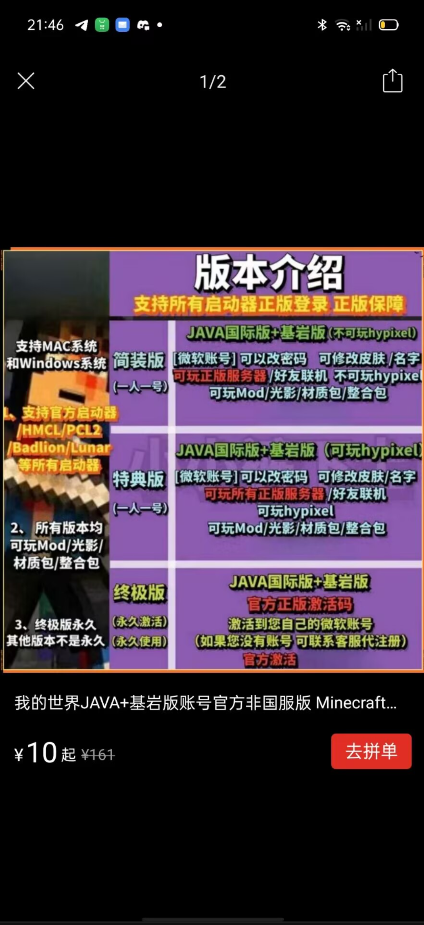 21:46
1/2
版本介绍
支持所有启动器正版登录 正版保障
支持MAC系统
和Windows系统
1、支持官方启动器
/HMCL/PCL2
/Badlion/Lunar
等所有启动器
2、 所有版本均
可玩Mod/光影/
材质包/整合包
3、终极版永久
其他版本不是永久
简装版
(一人一号)
JAVA国际版+基岩版(不可玩hypixel)
[微软账号] 可以改密码 可修改皮肤/名字
可玩正版服务器/好友联机 不可玩hypixel
可玩Mod/光影/材质包/整合包
特典版
(一人一号)
JAVA国际版+基岩版 (可玩hypixel)
[微软账号]可以改密码 可修改皮肤/名字
可玩所有正版服务器/好友联机
可玩hypixel
可玩Mod/光影/材质包/整合包
终极版
(永久激活)
(永久使用)
JAVA国际版+基岩版
官方正版激活码
激活到您自己的微软账号
(如果您没有账号 可联系客服代注册)
官方激活
我的世界JAVA+基岩版账号官方非国服版 Minecraft...
¥10起 ¥161
去拼单